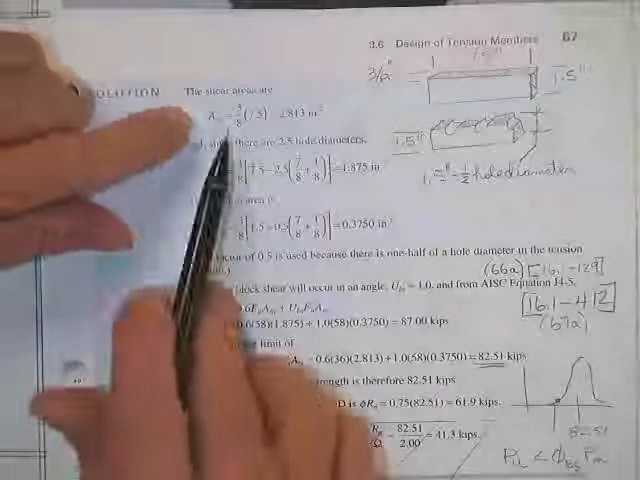 3.6 Design of Tension Members 67
3/8"
7.5"
1.5"
SOLUTION The shear areas are
3/8 (7.5) 2.813 in.²
since there are 2.5 hole diameters,
[7.5 − 2.5(7/8 + 1/8)] = 1.875 in
1.5"
1.5" − 1/2 hole diameter
area is
[1.5 − 0.5(7/8 + 1/8)] = 0.3750 in²
of 0.5 is used because there is one-half of a hole diameter in the tension
(66a) [16.1 − 129]
block shear will occur in an angle, Ubs = 1.0, and from AISC Equation J4-5,
0.6FuAnv + UbsFuAnt
[16.1 − 412]
(67a)
0.6(58)(1.875) + 1.0(58)(0.3750) = 87.00 kips
limit of
= 0.6(36)(2.813) + 1.0(58)(0.3750) = 82.51 kips
strength is therefore 82.51 kips
D is ϕRn = 0.75(82.51) = 61.9 kips.
Rn/Ω = 82.51/2.00 = 41.3 kips.
82.51